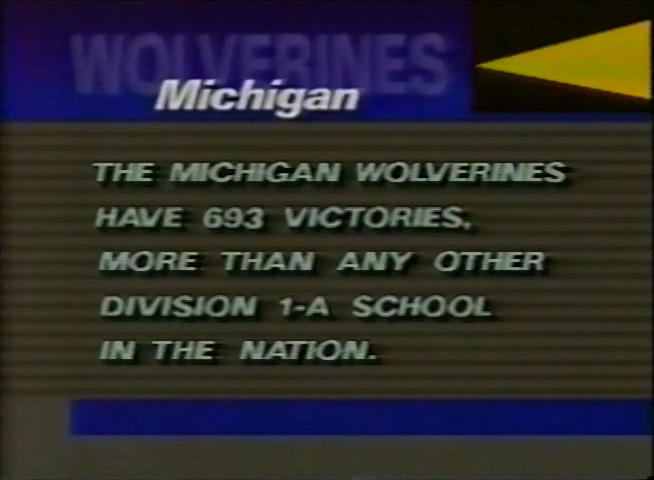 WOLVERINES
Michigan
THE MICHIGAN WOLVERINES
HAVE 693 VICTORIES,
MORE THAN ANY OTHER
DIVISION 1-A SCHOOL
IN THE NATION.